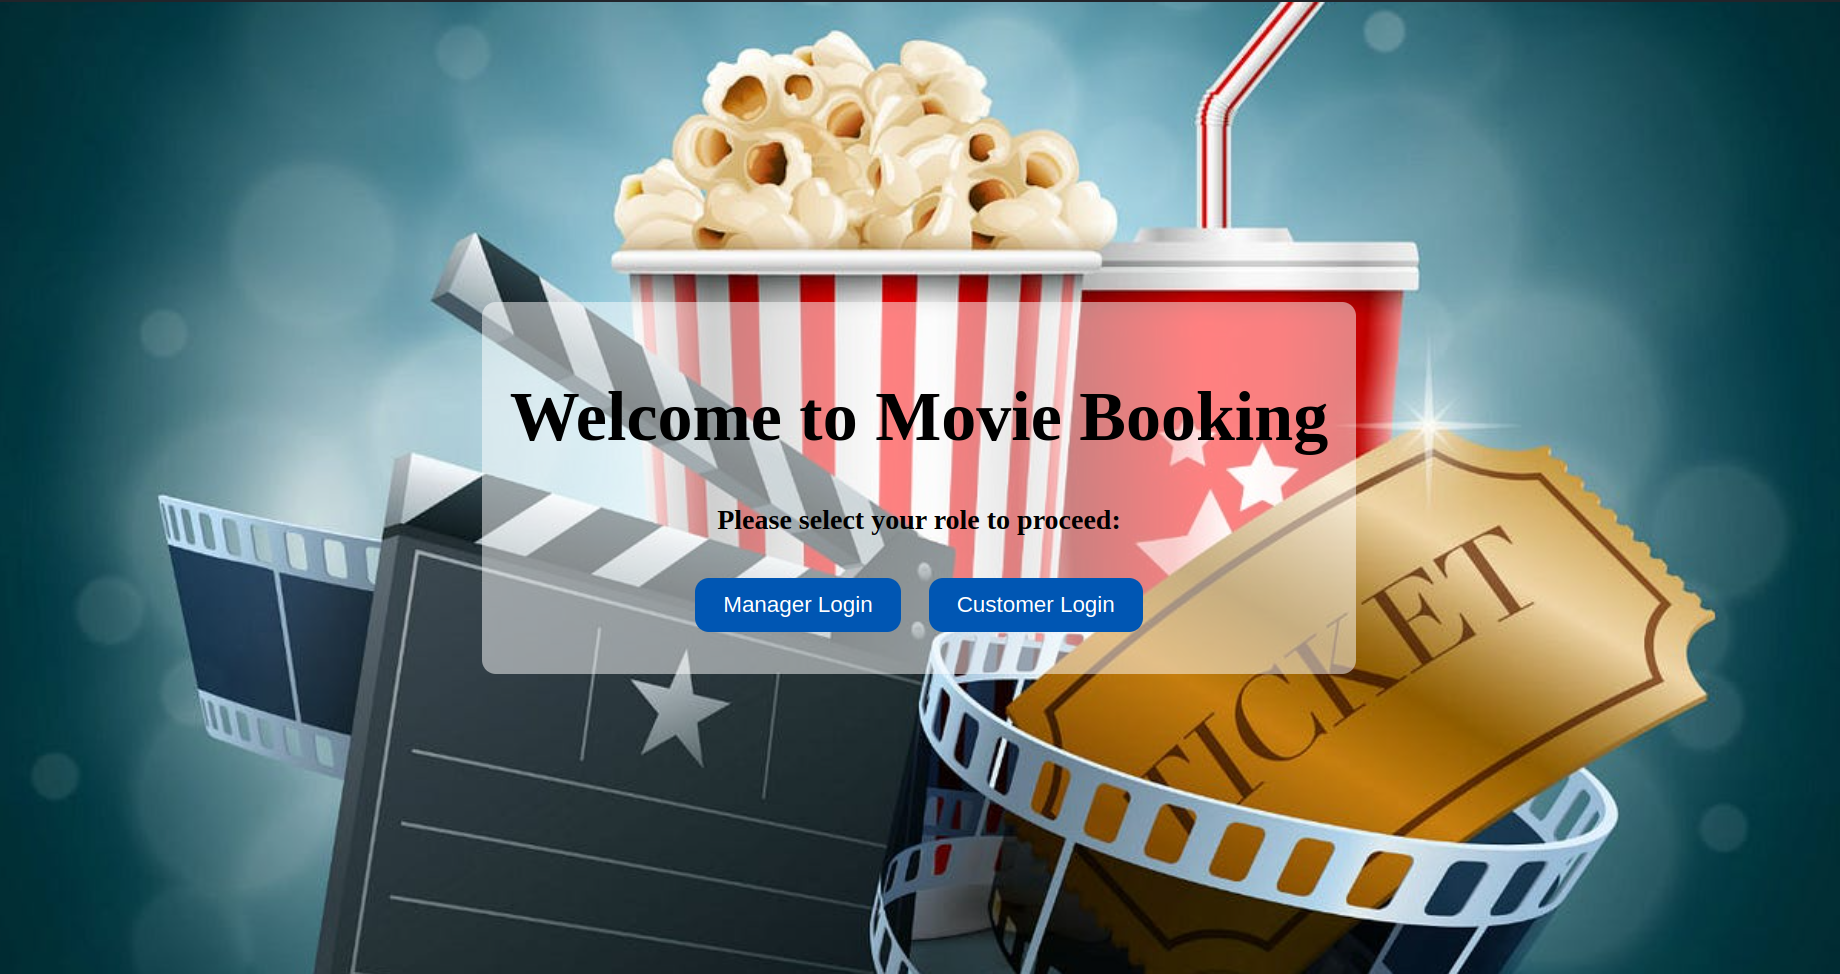 Welcome to Movie Booking
Please select your role to proceed:
Manager Login
Customer Login
TICKET